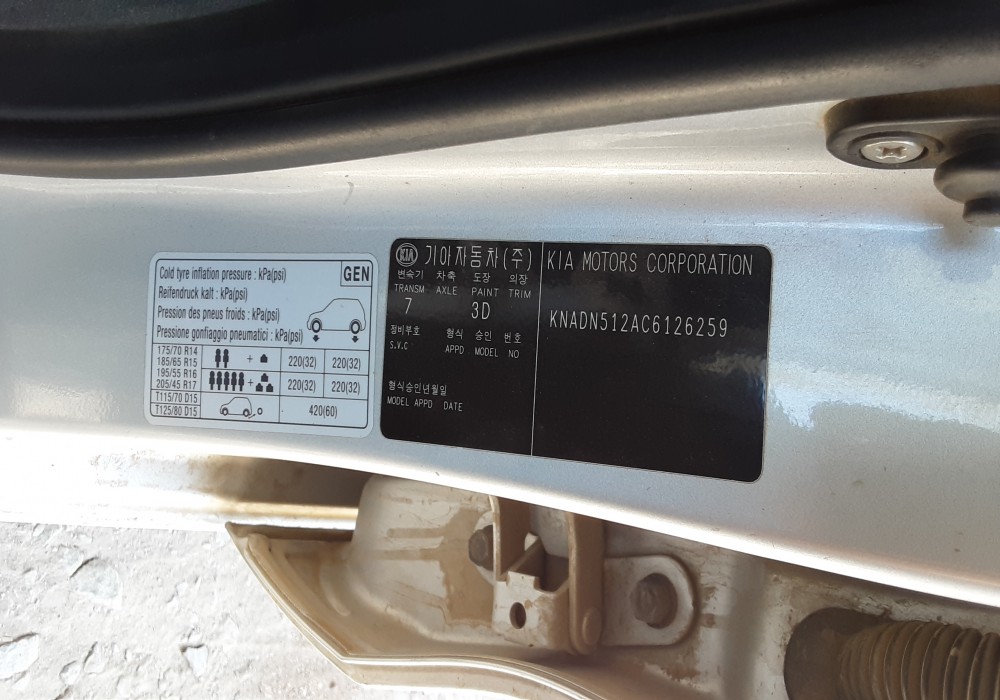 Cold tyre inflation pressure : kPa(psi) GEN
Reifendruck kalt : kPa(psi)
Pression des pneus froids : kPa(psi)
Pressione gonfiaggio pneumatici : kPa(psi)
175/70 R14
185/65 R15
+ 220(32) 220(32)
195/55 R16
205/45 R17
+ 220(32) 220(32)
T115/70 D15
T125/80 D15
420(60)
KIA 기아자동차(주)
변속기 차축 도장 의장
TRANSM AXLE PAINT TRIM
7 3D
정비부호 형식 승인 번호
S.V.C APPD MODEL NO
형식승인년월일
MODEL APPD DATE
KIA MOTORS CORPORATION
KNADN512AC6126259